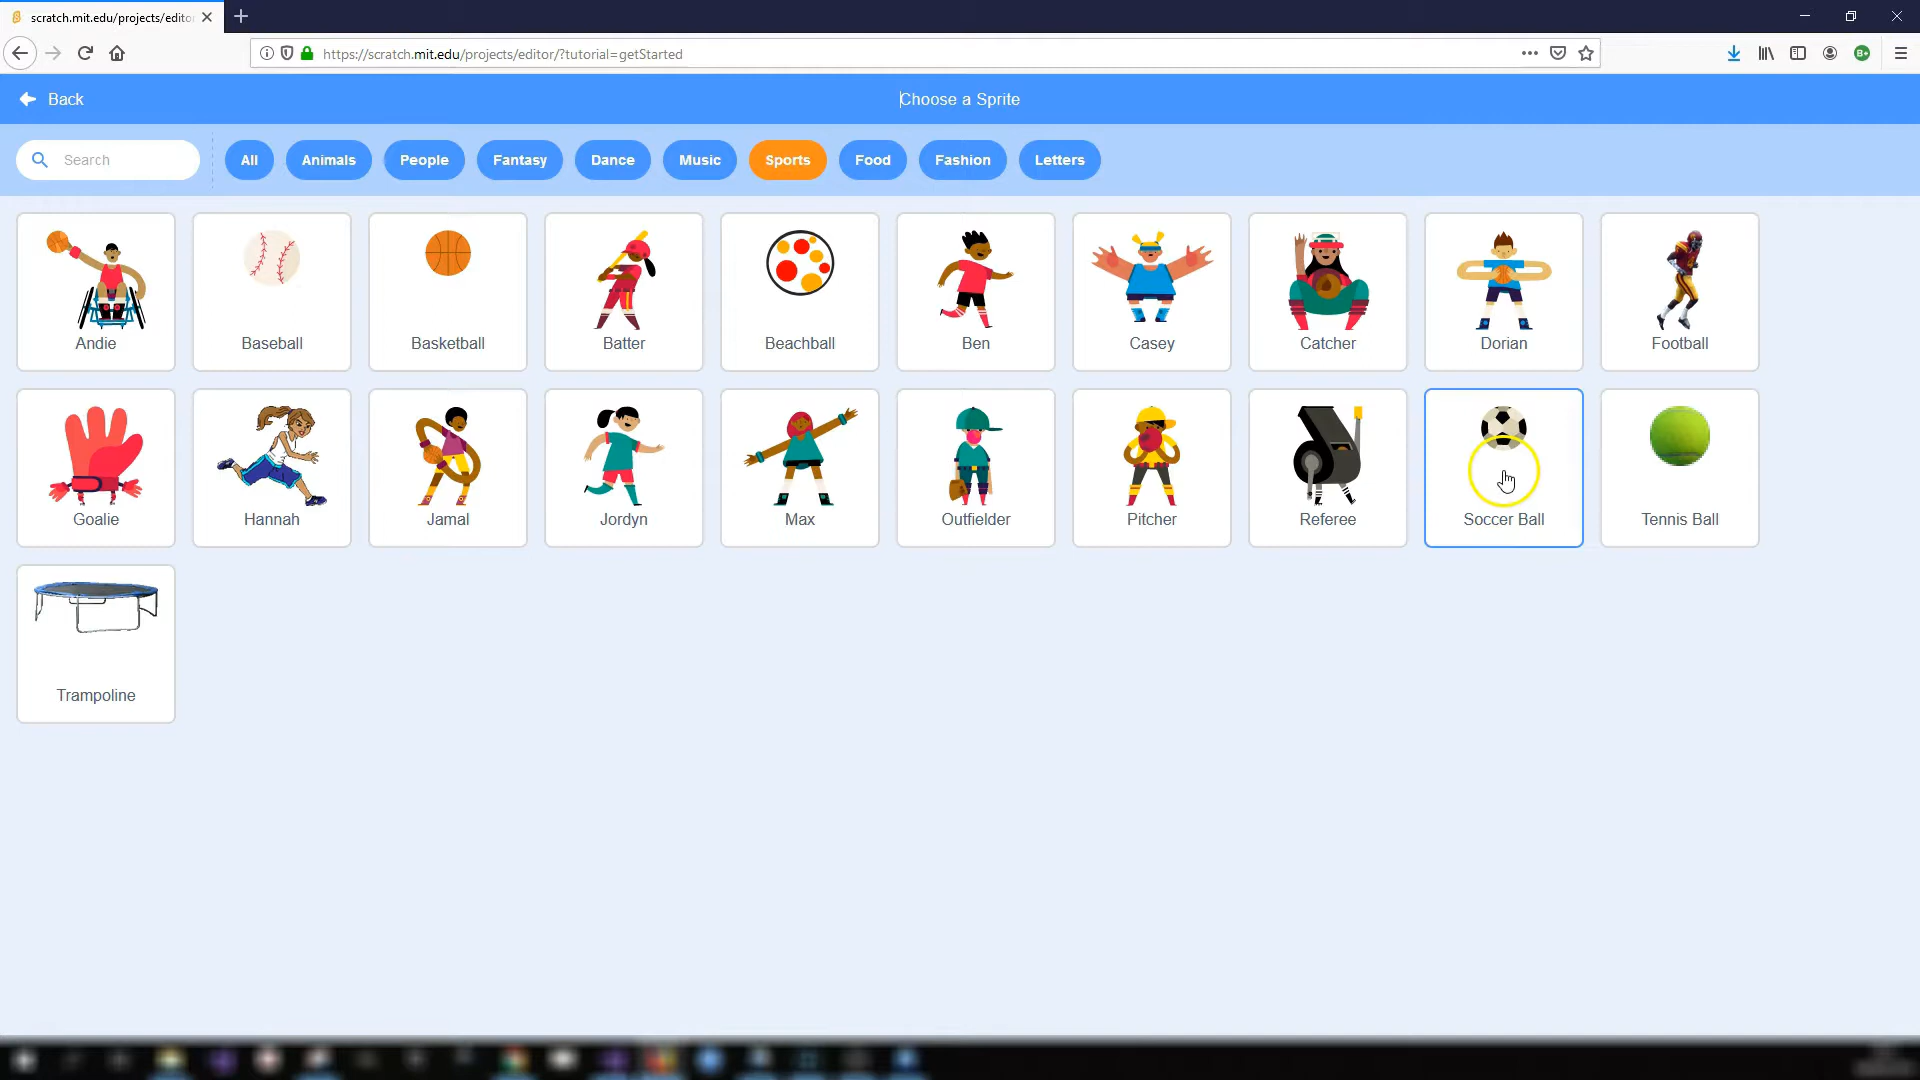 scratch.mit.edu/projects/edito
https://scratch.mit.edu/projects/editor/?tutorial=getStarted
Back
Choose a Sprite
Search
All
Animals
People
Fantasy
Dance
Music
Sports
Food
Fashion
Letters
Andie
Baseball
Basketball
Batter
Beachball
Ben
Casey
Catcher
Dorian
Football
Goalie
Hannah
Jamal
Jordyn
Max
Outfielder
Pitcher
Referee
Soccer Ball
Tennis Ball
Trampoline